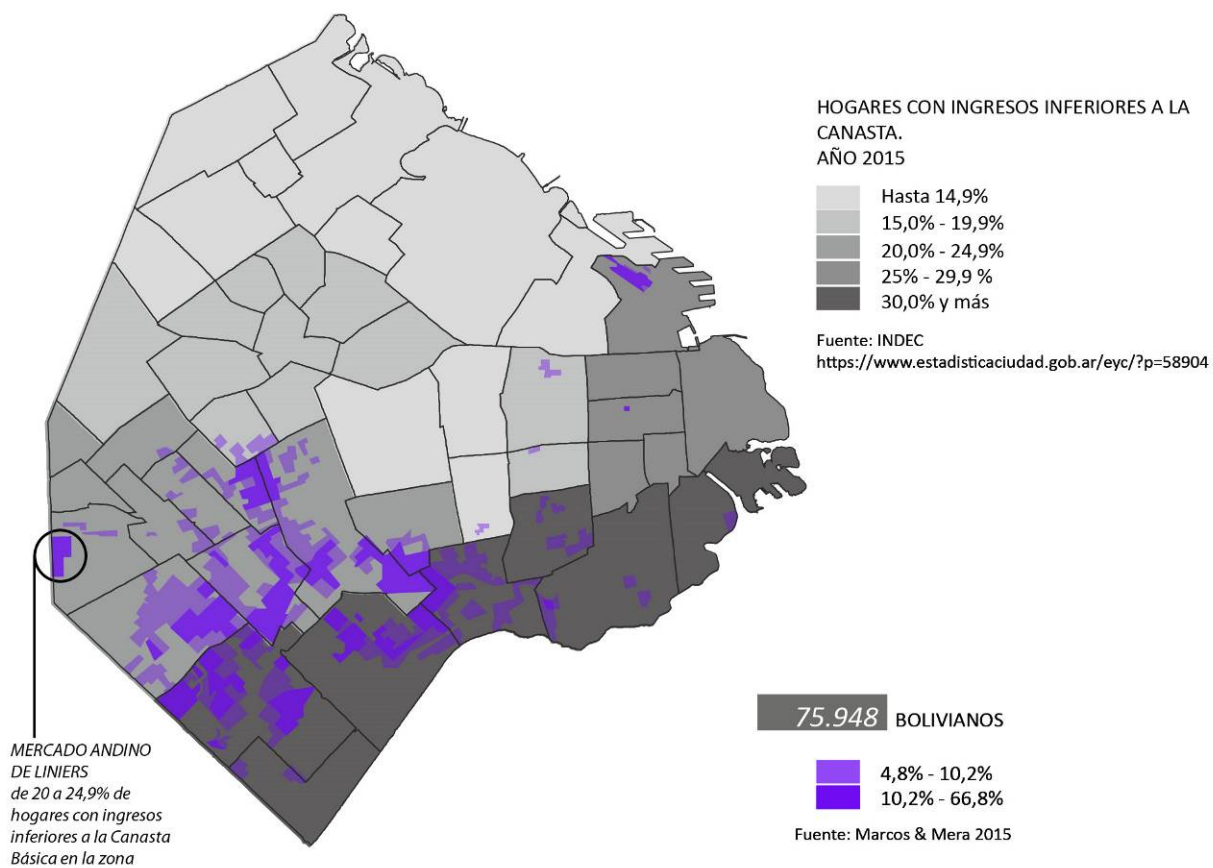 HOGARES CON INGRESOS INFERIORES A LA
CANASTA.
AÑO 2015
Hasta 14,9%
15,0% - 19,9%
20,0% - 24,9%
25% - 29,9 %
30,0% y más
Fuente: INDEC
https://www.estadisticaciudad.gob.ar/eyc/?p=58904
75.948 BOLIVIANOS
4,8% - 10,2%
10,2% - 66,8%
Fuente: Marcos & Mera 2015
MERCADO ANDINO
DE LINIERS
de 20 a 24,9% de
hogares con ingresos
inferiores a la Canasta
Básica en la zona